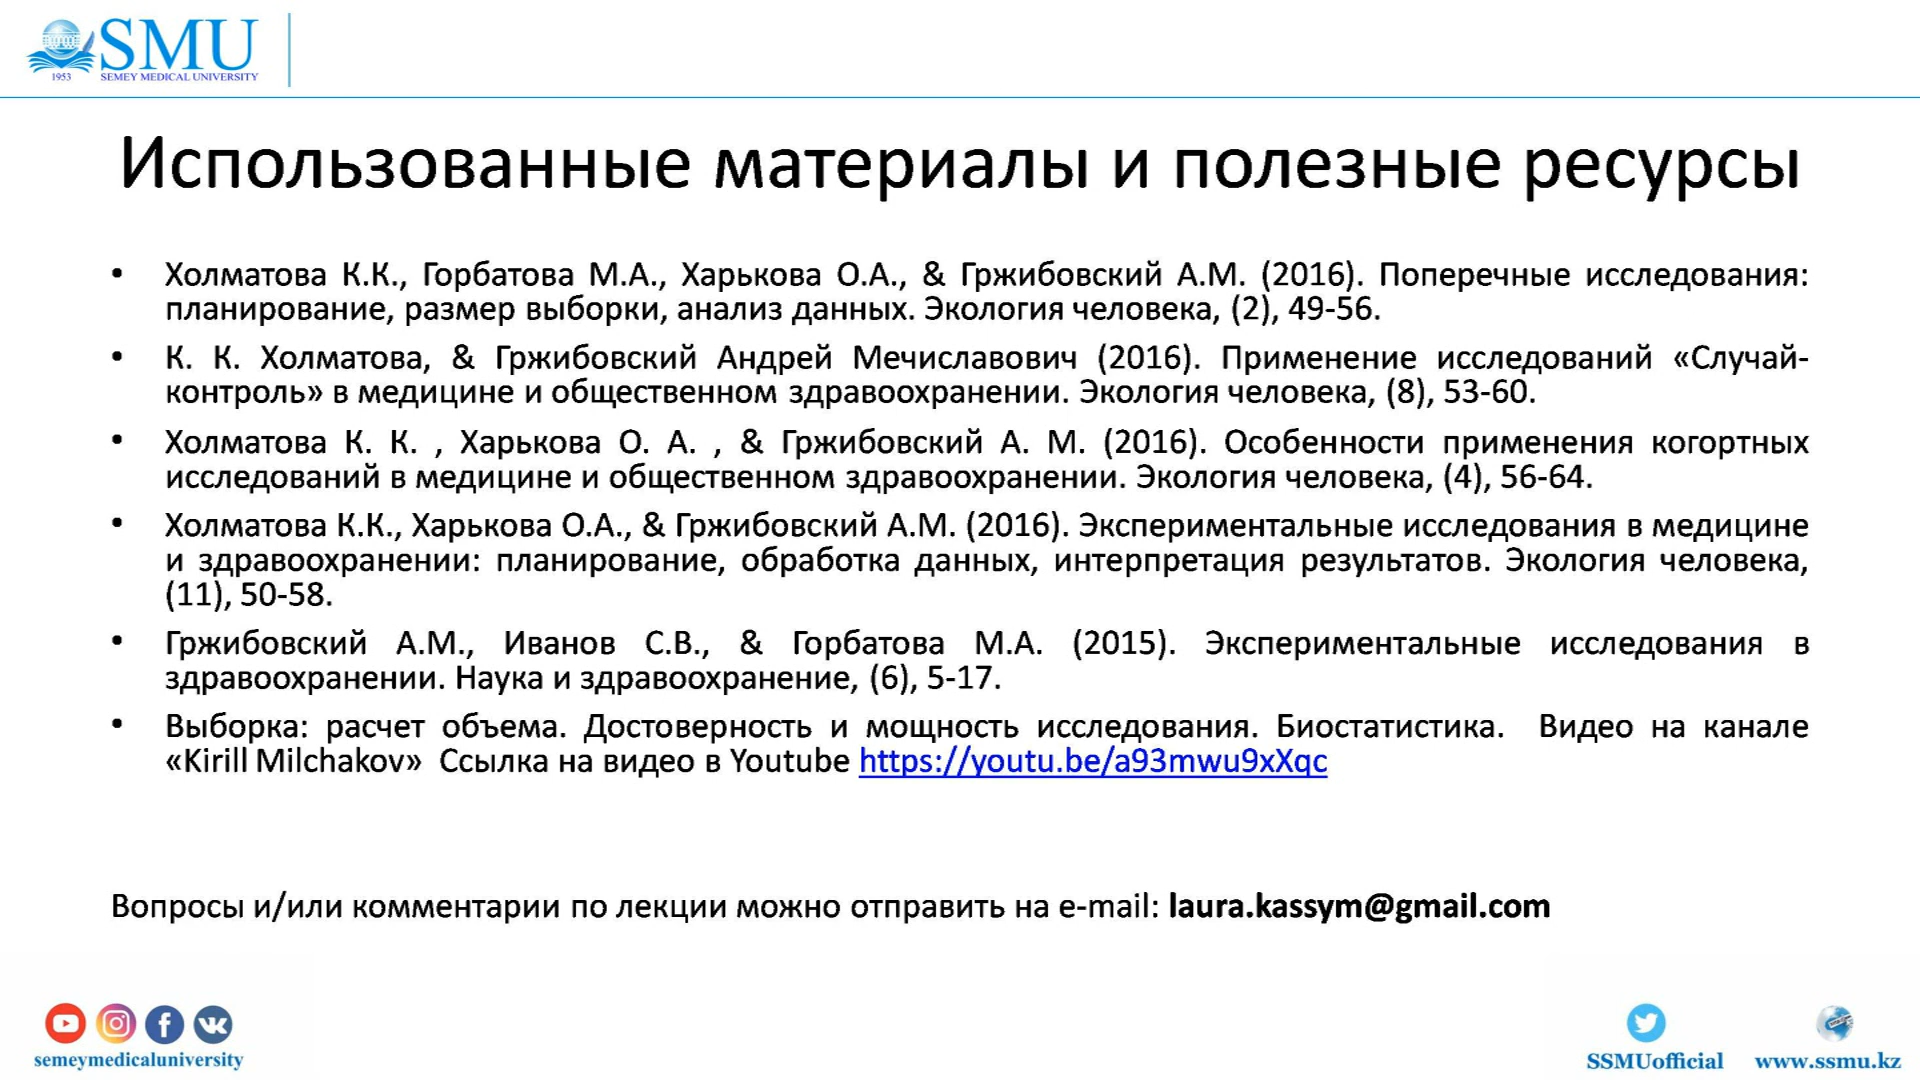 SMU
1953 SEMEY MEDICAL UNIVERSITY
Использованные материалы и полезные ресурсы
• Холматова К.К., Горбатова М.А., Харькова О.А., & Гржибовский А.М. (2016). Поперечные исследования:
планирование, размер выборки, анализ данных. Экология человека, (2), 49-56.
• К. К. Холматова, & Гржибовский Андрей Мечиславович (2016). Применение исследований «Случай-
контроль» в медицине и общественном здравоохранении. Экология человека, (8), 53-60.
• Холматова К. К. , Харькова О. А. , & Гржибовский А. М. (2016). Особенности применения когортных
исследований в медицине и общественном здравоохранении. Экология человека, (4), 56-64.
• Холматова К.К., Харькова О.А., & Гржибовский А.М. (2016). Экспериментальные исследования в медицине
и здравоохранении: планирование, обработка данных, интерпретация результатов. Экология человека,
(11), 50-58.
• Гржибовский А.М., Иванов С.В., & Горбатова М.А. (2015). Экспериментальные исследования в
здравоохранении. Наука и здравоохранение, (6), 5-17.
• Выборка: расчет объема. Достоверность и мощность исследования. Биостатистика. Видео на канале
«Kirill Milchakov» Ссылка на видео в Youtube https://youtu.be/a93mwu9xXqc
Вопросы и/или комментарии по лекции можно отправить на e-mail: laura.kassym@gmail.com
semeymedicaluniversity
SSMUofficial
www.ssmu.kz